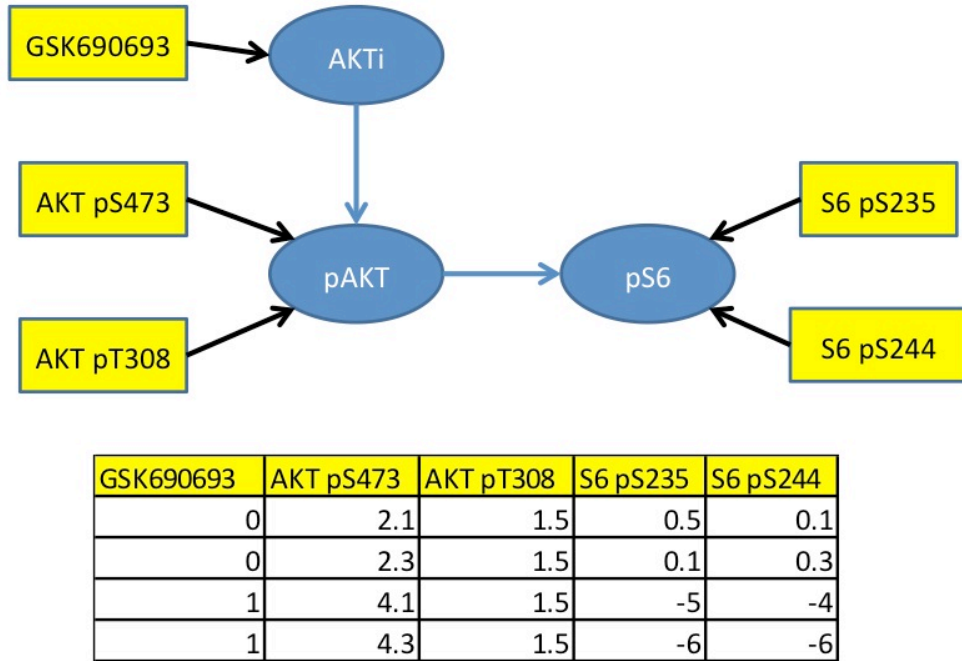 GSK690693
AKTi
AKT pS473
S6 pS235
pAKT
pS6
AKT pT308
S6 pS244
GSK690693 AKT pS473 AKT pT308 S6 pS235 S6 pS244
0 2.1 1.5 0.5 0.1
0 2.3 1.5 0.1 0.3
1 4.1 1.5 -5 -4
1 4.3 1.5 -6 -6